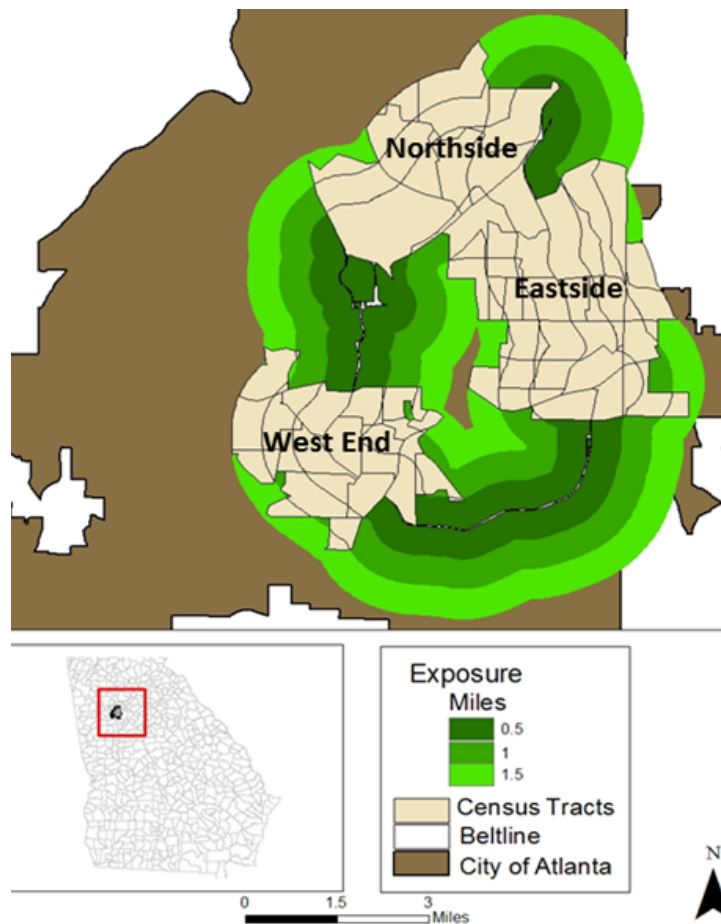 Northside
Eastside
West End
Exposure
Miles
0.5
1
1.5
Census Tracts
Beltline
City of Atlanta
N
0 1.5 3
Miles